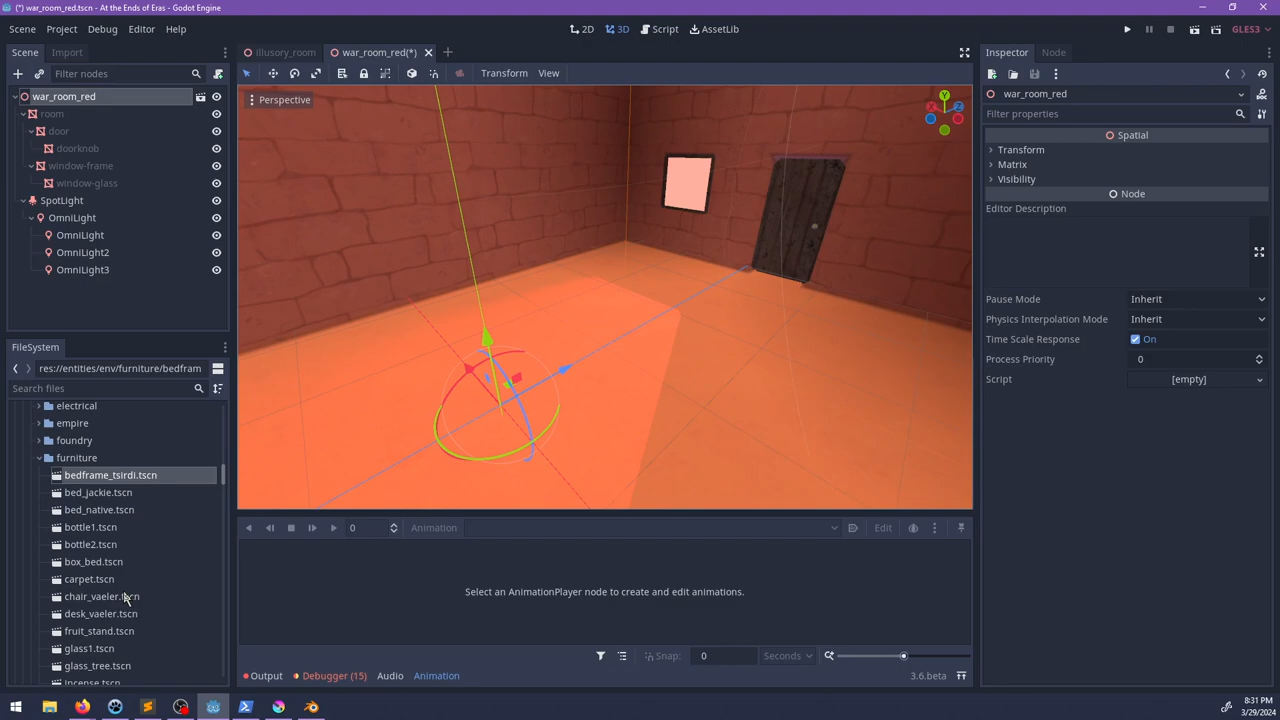 (*) war_room_red.tscn - At the Ends of Eras - Godot Engine
Scene Project Debug Editor Help
2D 3D Script AssetLib
GLES3
Scene Import
illusory_room war_room_red(*)
Inspector Node
Filter nodes
Transform View
war_room_red
room
door
doorknob
window-frame
window-glass
SpotLight
OmniLight
OmniLight
OmniLight2
OmniLight3
Perspective
Y
X
Z
war_room_red
Filter properties
Spatial
Transform
Matrix
Visibility
Node
Editor Description
Pause Mode Inherit
Physics Interpolation Mode Inherit
Time Scale Response On
Process Priority 0
Script [empty]
FileSystem
res://entities/env/furniture/bedfram
Search files
electrical
empire
foundry
furniture
bedframe_tsirdi.tscn
bed_jackie.tscn
bed_native.tscn
bottle1.tscn
bottle2.tscn
box_bed.tscn
carpet.tscn
chair_vaeler.tscn
desk_vaeler.tscn
fruit_stand.tscn
glass1.tscn
glass_tree.tscn
incense.tscn
0 Animation Edit
Select an AnimationPlayer node to create and edit animations.
Snap: 0 Seconds
Output Debugger (15) Audio Animation 3.6.beta
8:31 PM
3/29/2024